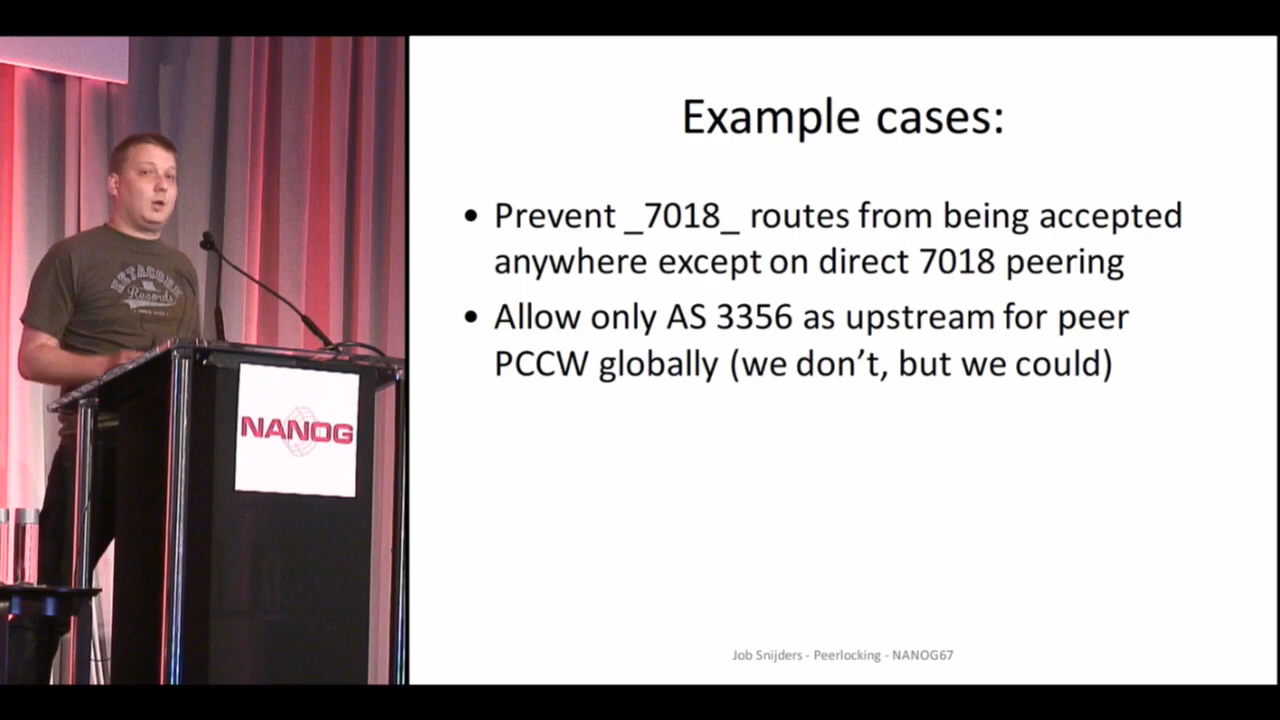 Example cases:
• Prevent _7018_ routes from being accepted
anywhere except on direct 7018 peering
• Allow only AS 3356 as upstream for peer
PCCW globally (we don't, but we could)
Job Snijders - Peerlocking - NANOG67
NANOG
Records